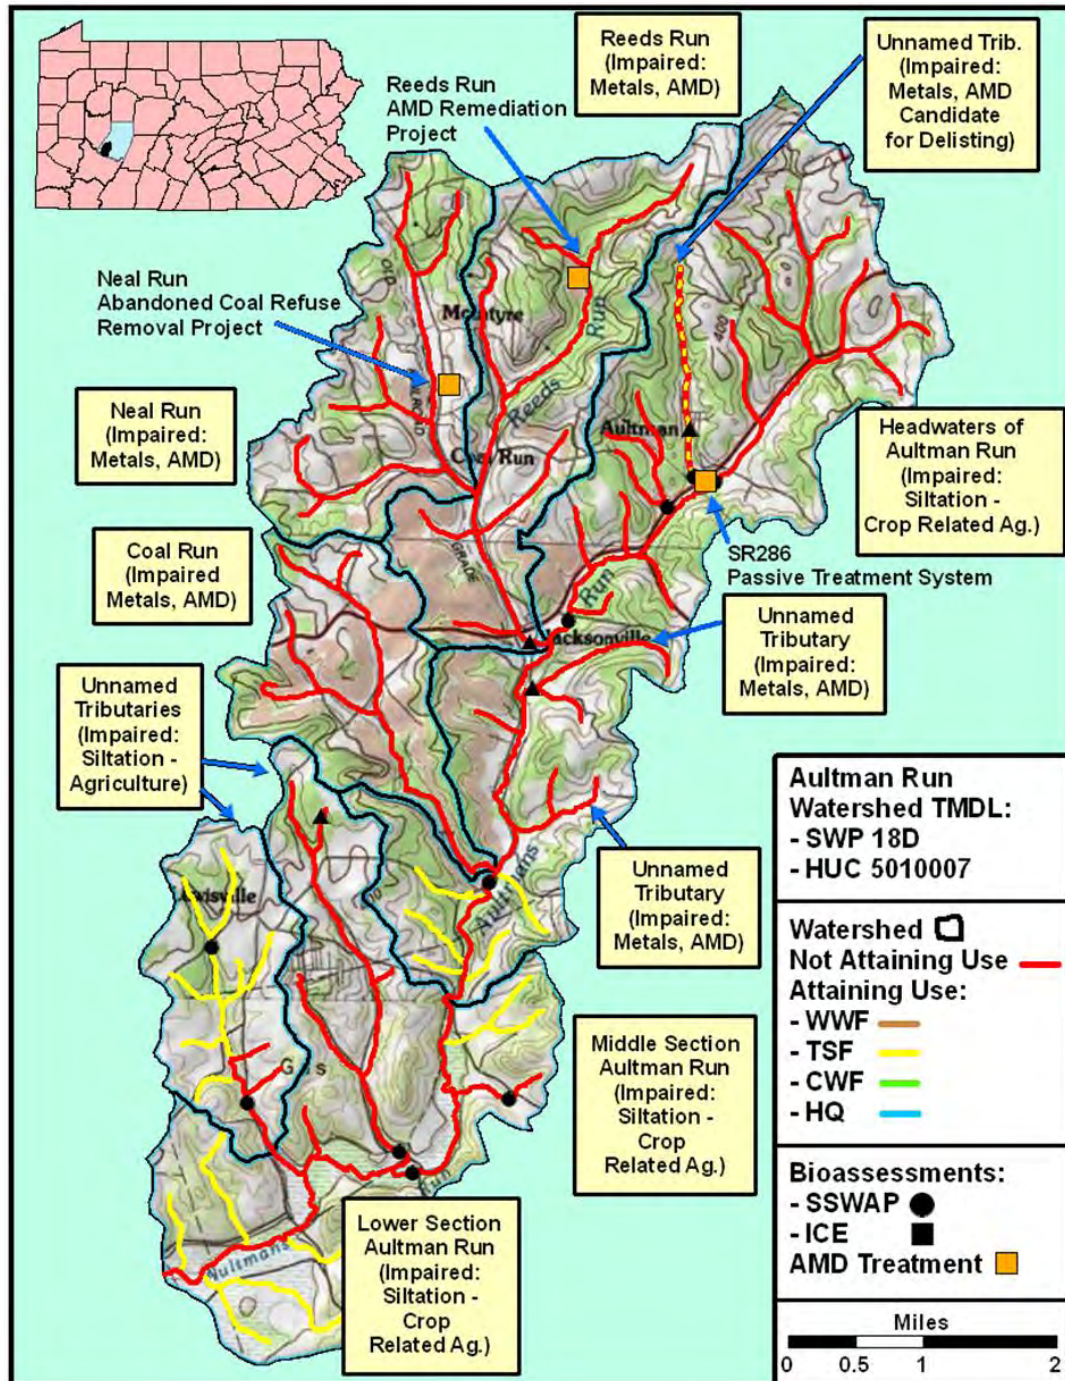 Reeds Run
(Impaired:
Metals, AMD)
Unnamed Trib.
(Impaired:
Metals, AMD
Candidate
for Delisting)
Reeds Run
AMD Remediation
Project
Neal Run
Abandoned Coal Refuse
Removal Project
Neal Run
(Impaired:
Metals, AMD)
Coal Run
(Impaired
Metals, AMD)
Unnamed
Tributaries
(Impaired:
Siltation -
Agriculture)
Headwaters of
Aultman Run
(Impaired:
Siltation -
Crop Related Ag.)
SR286
Passive Treatment System
Unnamed
Tributary
(Impaired:
Metals, AMD)
Unnamed
Tributary
(Impaired:
Metals, AMD)
Middle Section
Aultman Run
(Impaired:
Siltation -
Crop
Related Ag.)
Lower Section
Aultman Run
(Impaired:
Siltation -
Crop
Related Ag.)
McIntyre
Reeds
Run
400
Aultman
Coal Run
GRADE
Run
Jacksonville
Aultmans
400
Aultman Run
Watershed TMDL:
- SWP 18D
- HUC 5010007
Watershed
Not Attaining Use
Attaining Use:
- WWF
- TSF
- CWF
- HQ
Bioassessments:
- SSWAP
- ICE
AMD Treatment
Miles
0 0.5 1 2